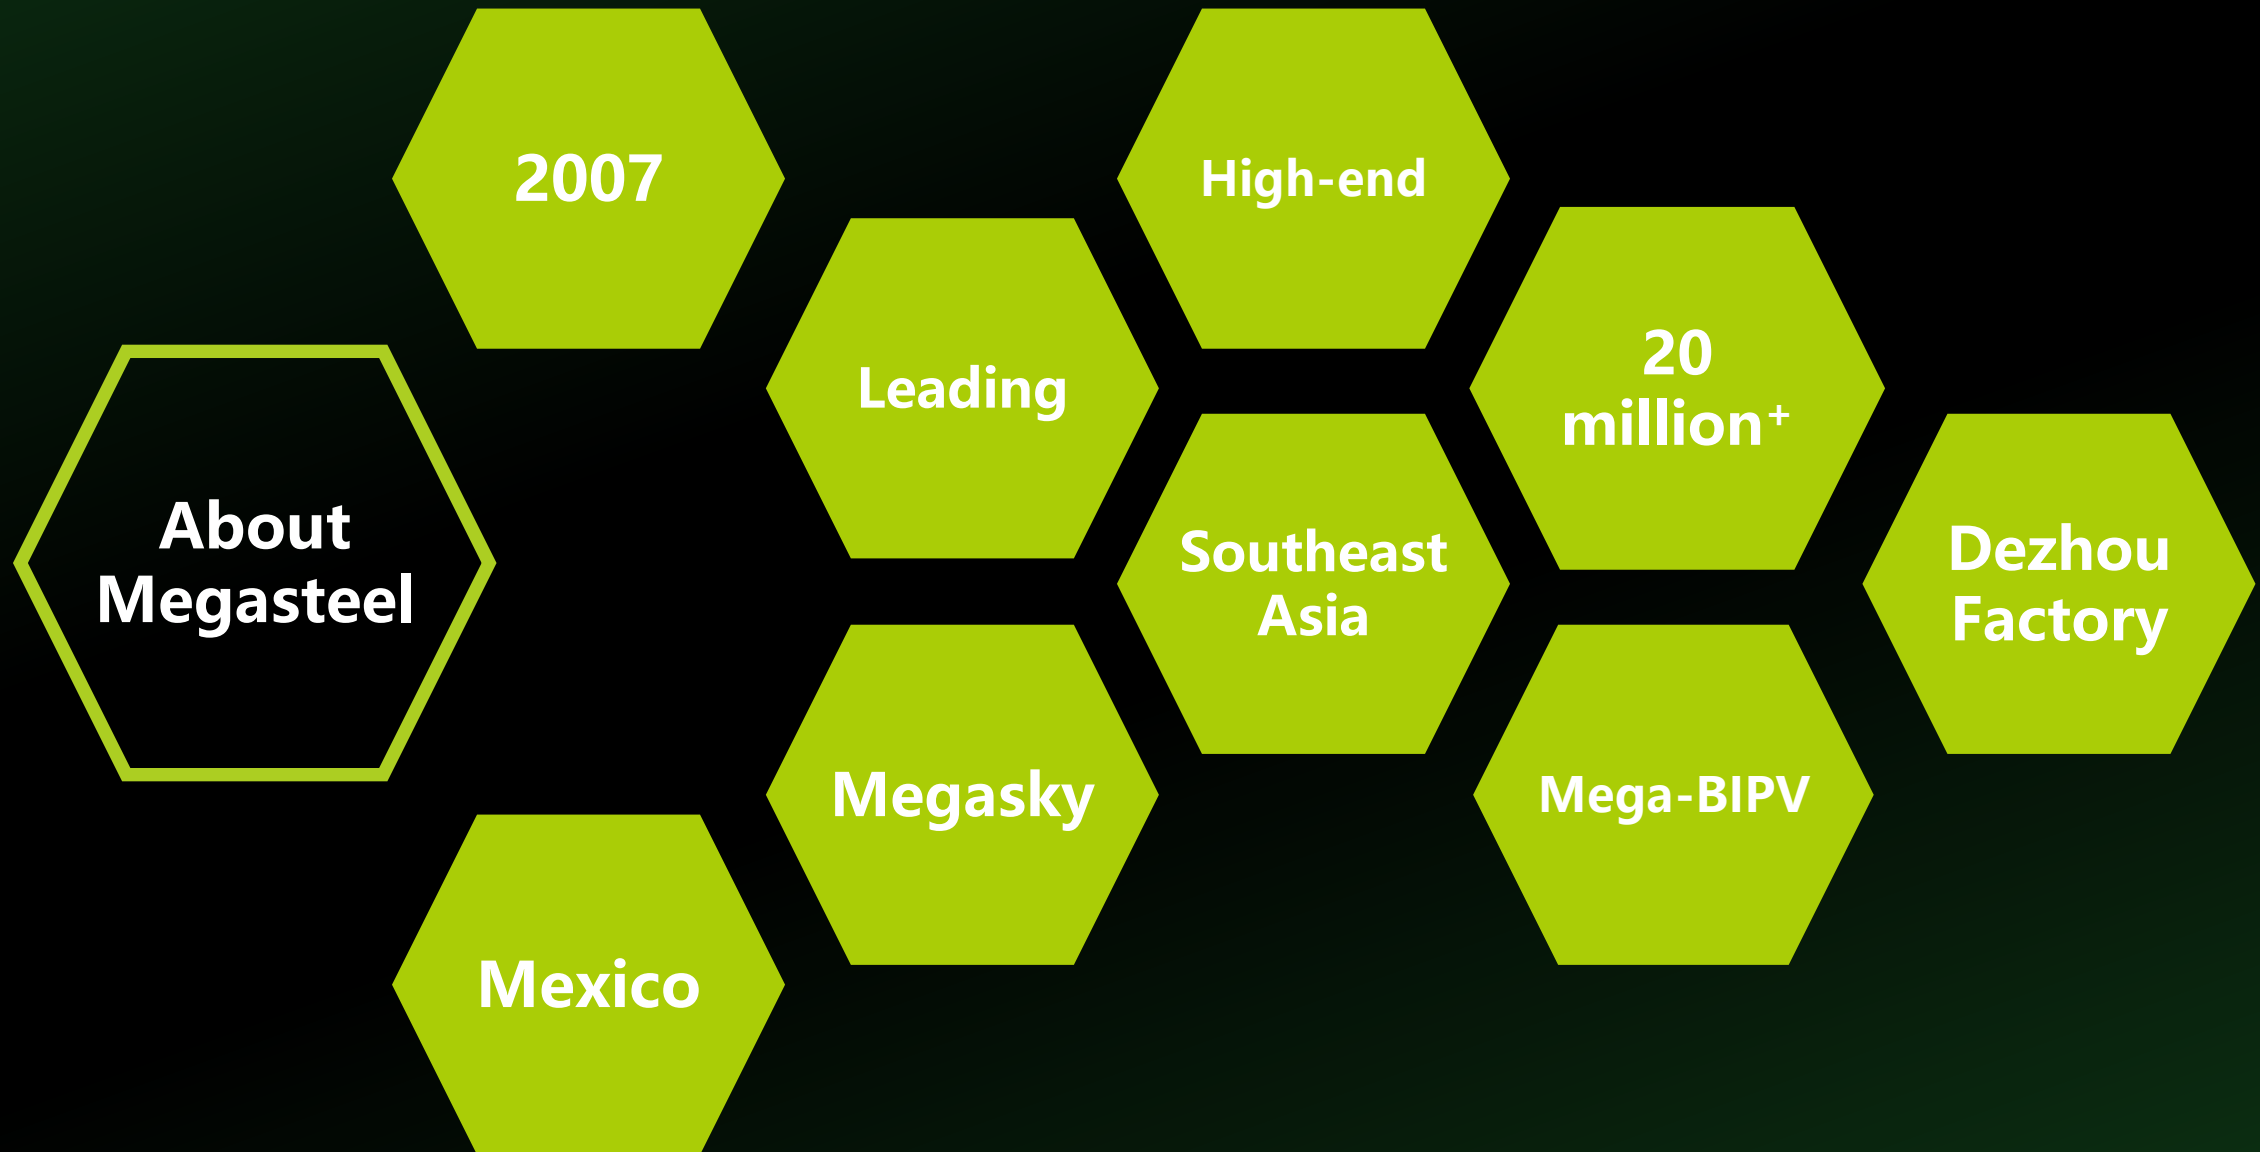 About
Megasteel
2007
Leading
High-end
20
million⁺
Southeast
Asia
Dezhou
Factory
Megasky
Mega-BIPV
Mexico